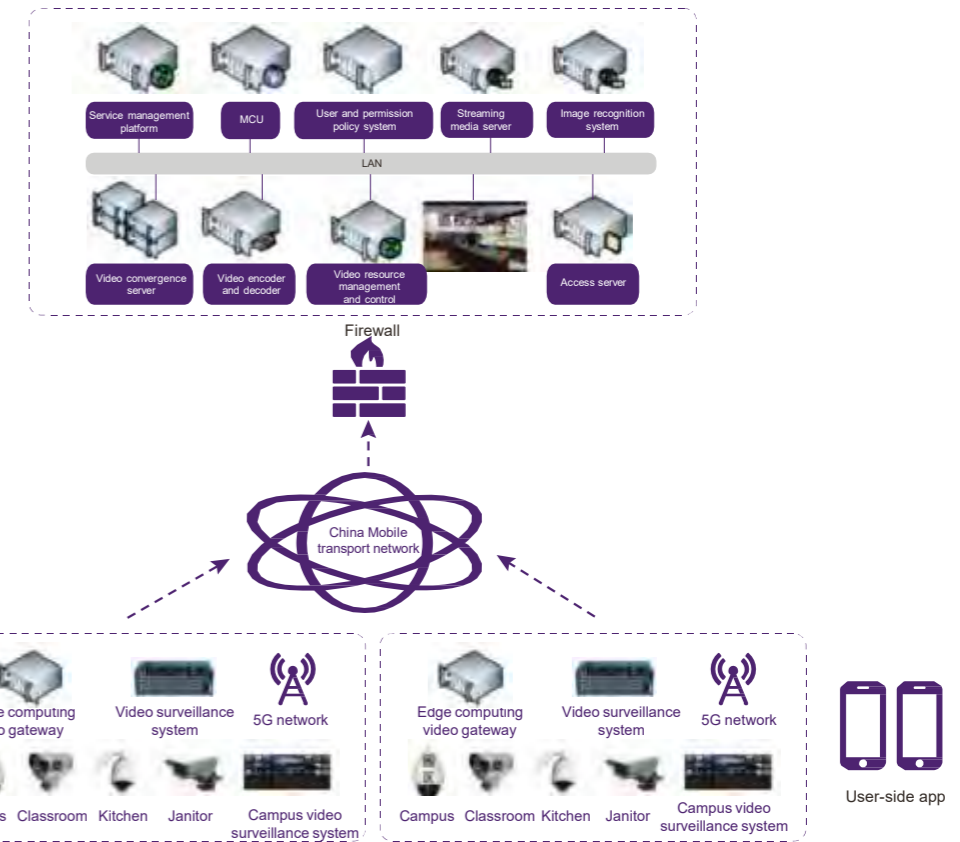 Service management
platform
MCU
User and permission
policy system
Streaming
media server
Image recognition
system
LAN
Video convergence
server
Video encoder
and decoder
Video resource
management
and control
Access server
Firewall
China Mobile
transport network
e computing
o gateway
Video surveillance
system
5G network
s
Classroom
Kitchen
Janitor
Campus video
surveillance system
Edge computing
video gateway
Video surveillance
system
5G network
Campus
Classroom
Kitchen
Janitor
Campus video
surveillance system
User-side app